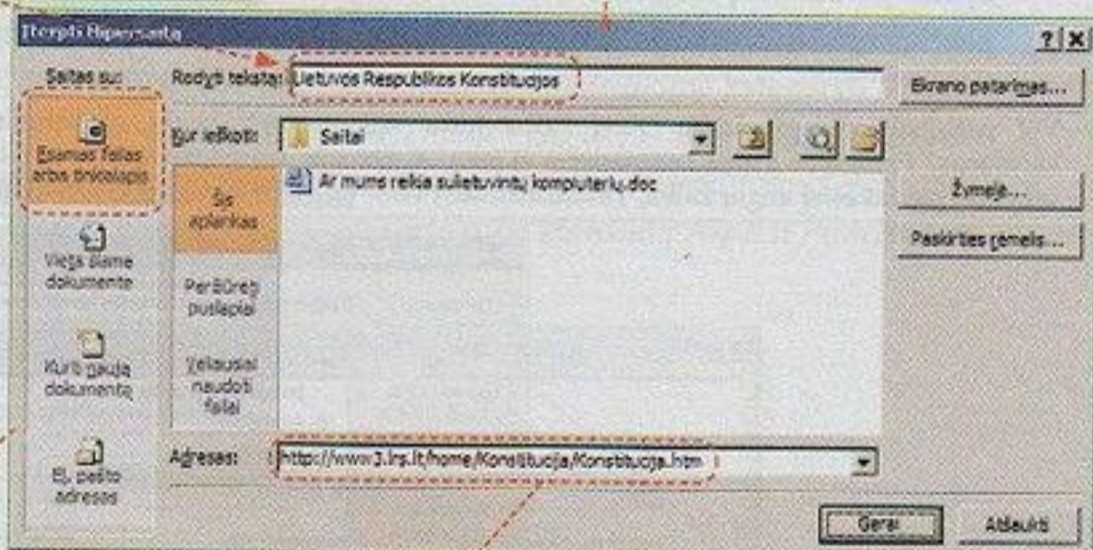 Įterpti Hipersaitą
Saitas su:
Rodyti tekstą: Lietuvos Respublikos Konstitucijos
Ekrano patarimas...
Esamas failas
arba tinklalapis
Kur ieškoti: Saitai
Šis
aplankas
Ar mums reikia sulietuvintų kompiuterių.doc
Žymelė...
Paskirties rėmelis...
Vieta šiame
dokumente
Peržiūrėti
puslapiai
Kurti naują
dokumentą
Vėliausiai
naudoti
failai
El. pašto
adresas
Adresas: http://www3.lrs.lt/home/Konstitucija/Konstitucija.htm
Gerai
Atšaukti